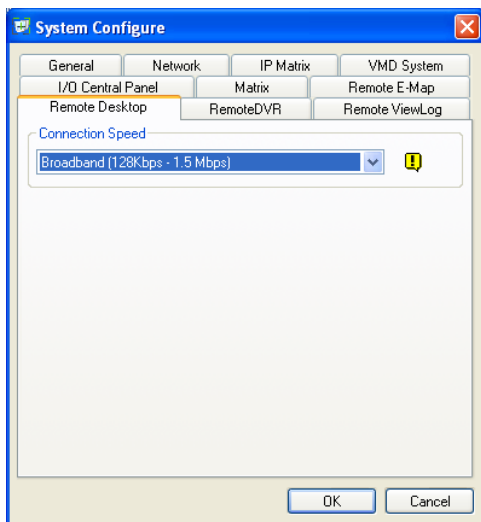 System Configure
General Network IP Matrix VMD System
I/O Central Panel Matrix Remote E-Map
Remote Desktop RemoteDVR Remote ViewLog
Connection Speed
Broadband (128Kbps - 1.5 Mbps)
OK Cancel